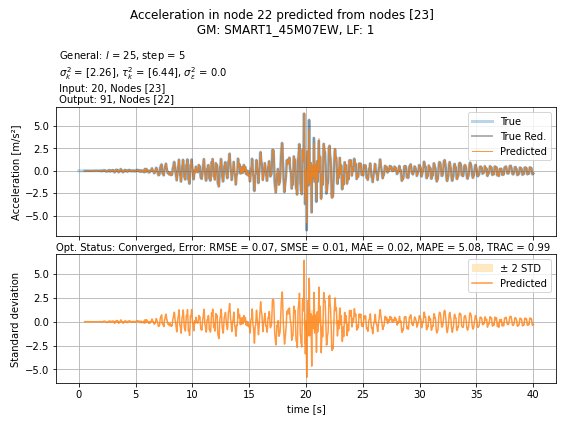 Acceleration in node 22 predicted from nodes [23]
GM: SMART1_45M07EW, LF: 1
General: l = 25, step = 5
σ²ₖ = [2.26], τ²ₖ = [6.44], σ²ε = 0.0
Input: 20, Nodes [23]
Output: 91, Nodes [22]
True
True Red.
Predicted
Acceleration [m/s²]
5.0
2.5
0.0
−2.5
−5.0
Opt. Status: Converged, Error: RMSE = 0.07, SMSE = 0.01, MAE = 0.02, MAPE = 5.08, TRAC = 0.99
± 2 STD
Predicted
Standard deviation
5.0
2.5
0.0
−2.5
−5.0
0 5 10 15 20 25 30 35 40
time [s]